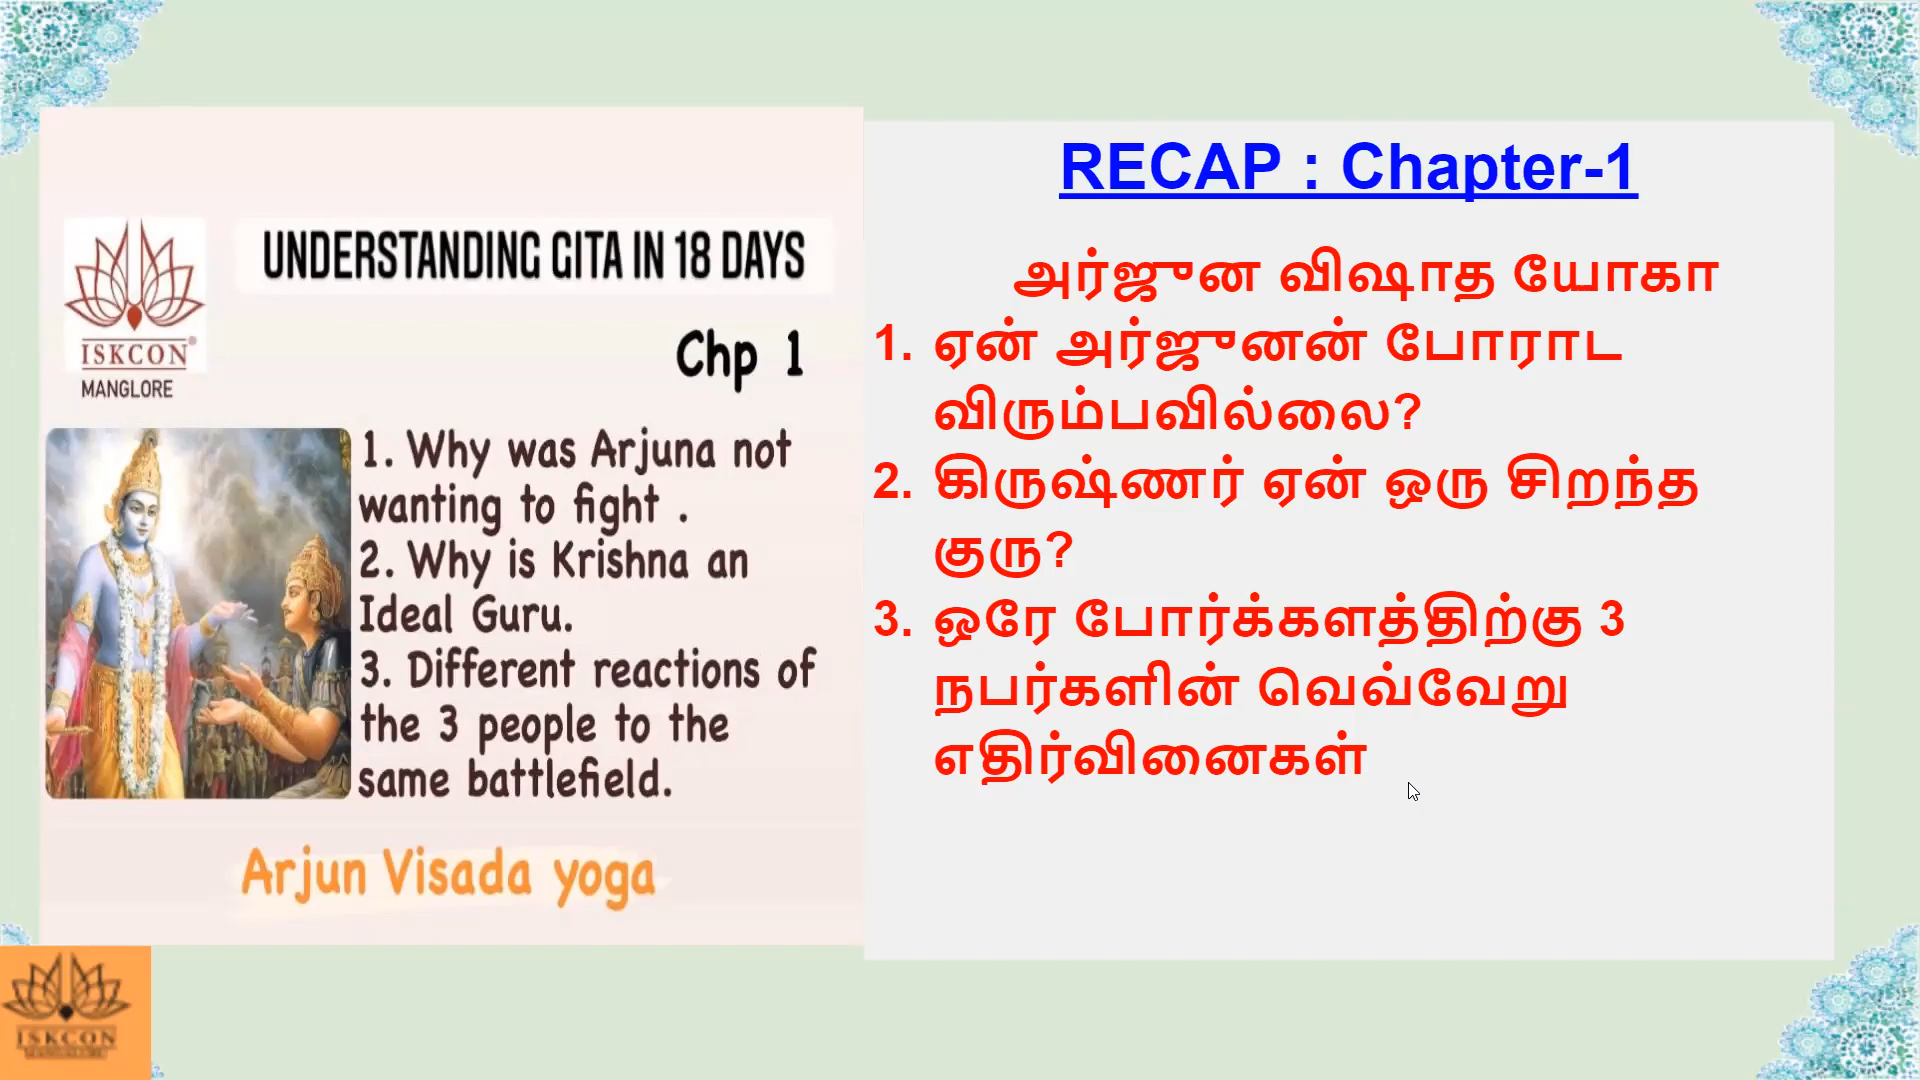 UNDERSTANDING GITA IN 18 DAYS
ISKCON®
MANGLORE
Chp 1
1. Why was Arjuna not
wanting to fight .
2. Why is Krishna an
Ideal Guru.
3. Different reactions of
the 3 people to the
same battlefield.
Arjun Visada yoga
RECAP : Chapter-1
அர்ஜுன விஷாத யோகா
1. ஏன் அர்ஜுனன் போராட
விரும்பவில்லை?
2. கிருஷ்ணர் ஏன் ஒரு சிறந்த
குரு?
3. ஒரே போர்க்களத்திற்கு 3
நபர்களின் வெவ்வேறு
எதிர்வினைகள்
ISKCON
MANGLORE